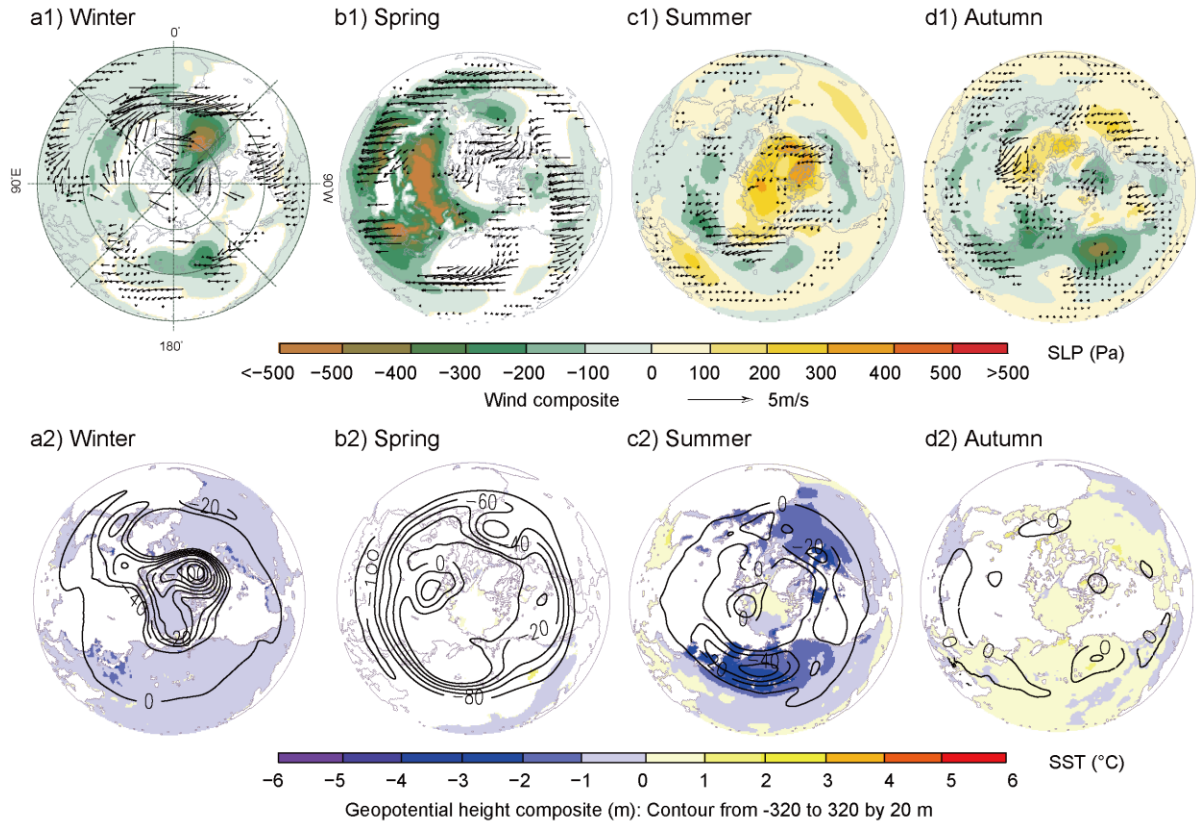 a1) Winter
b1) Spring
c1) Summer
d1) Autumn
0°
90°E
90°W
180°
<−500 −500 −400 −300 −200 −100 0 100 200 300 400 500 >500
SLP (Pa)
Wind composite
5m/s
a2) Winter
b2) Spring
c2) Summer
d2) Autumn
−20
0
−60
−100
40
0
−20
80
0
−20
0
0
0
0
0
0
0
0
−6 −5 −4 −3 −2 −1 0 1 2 3 4 5 6
SST (°C)
Geopotential height composite (m): Contour from -320 to 320 by 20 m